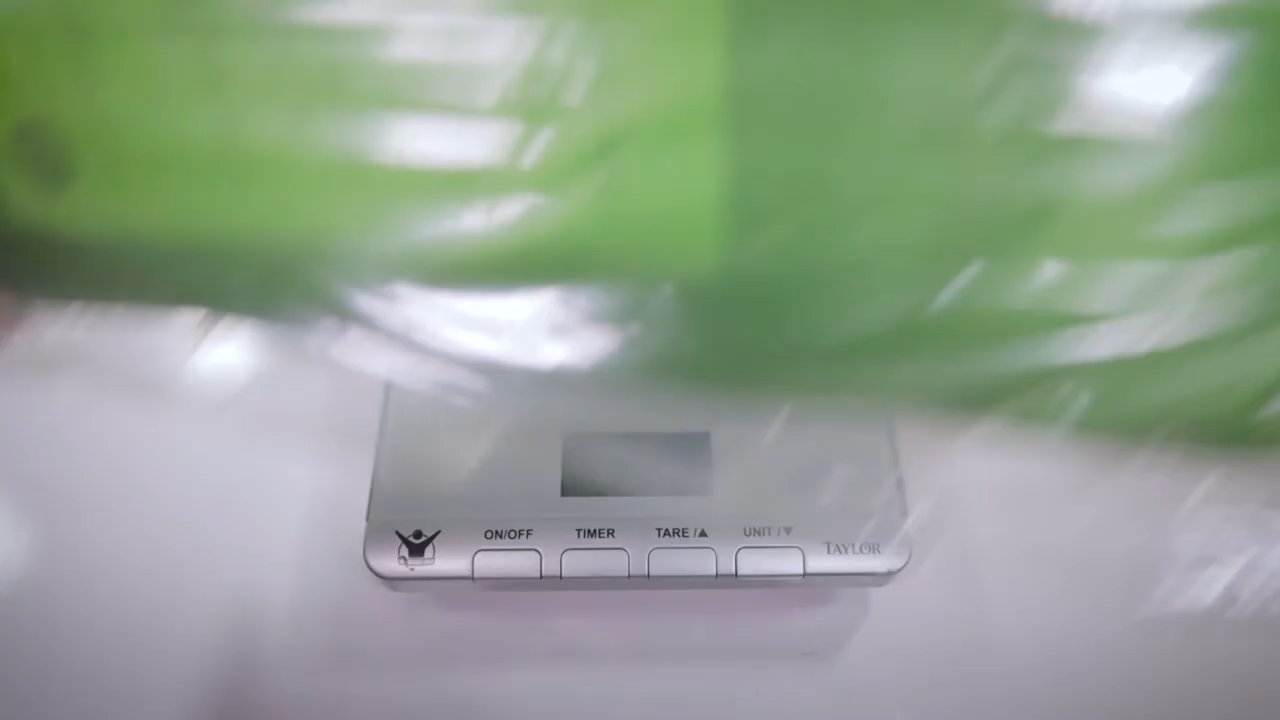 ON/OFF TIMER TARE /▲ UNIT /▼
TAYLOR